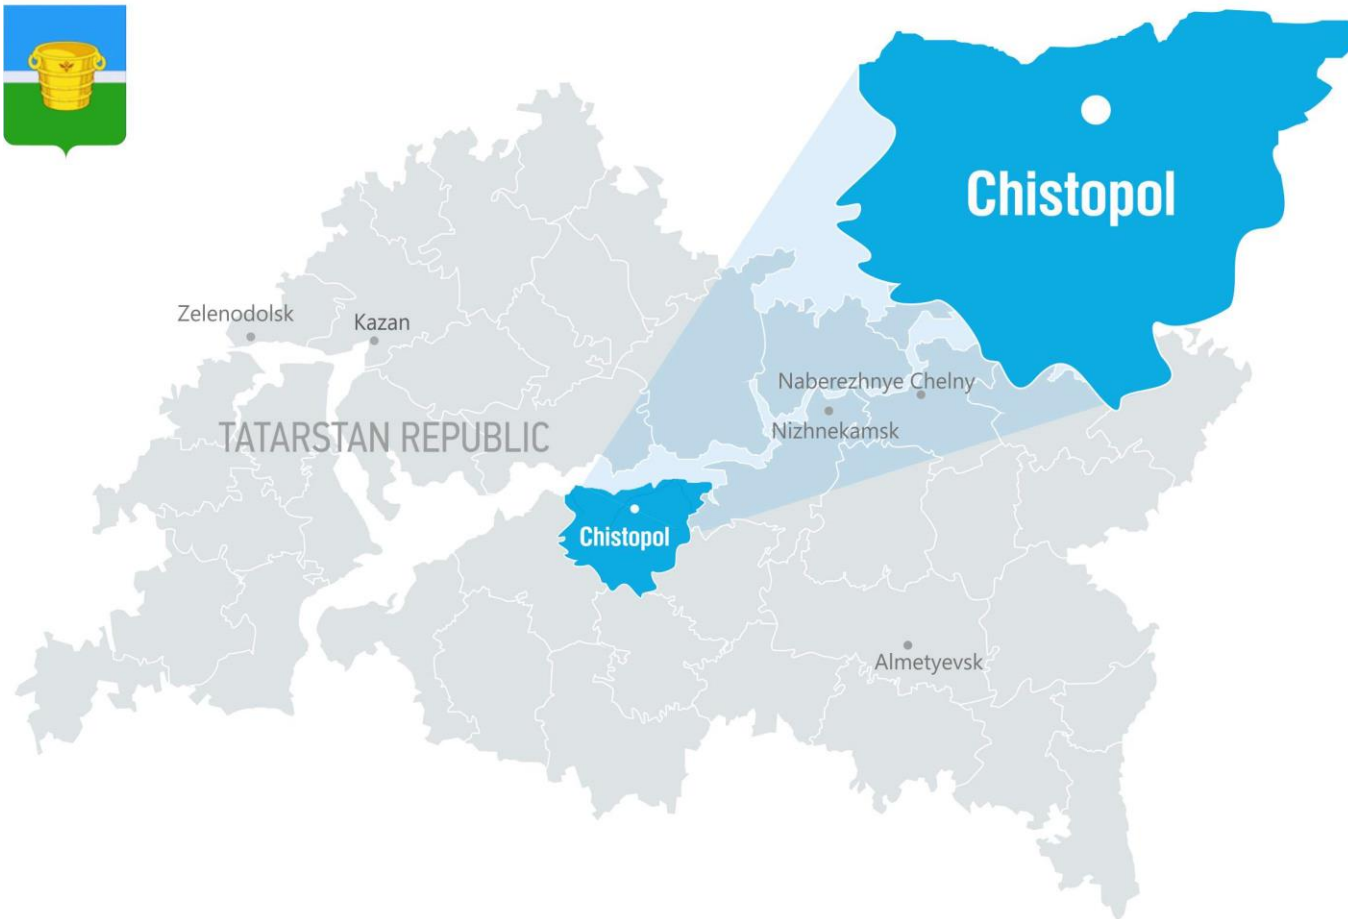 Chistopol
Zelenodolsk
Kazan
Naberezhnye Chelny
TATARSTAN REPUBLIC
Nizhnekamsk
Chistopol
Almetyevsk